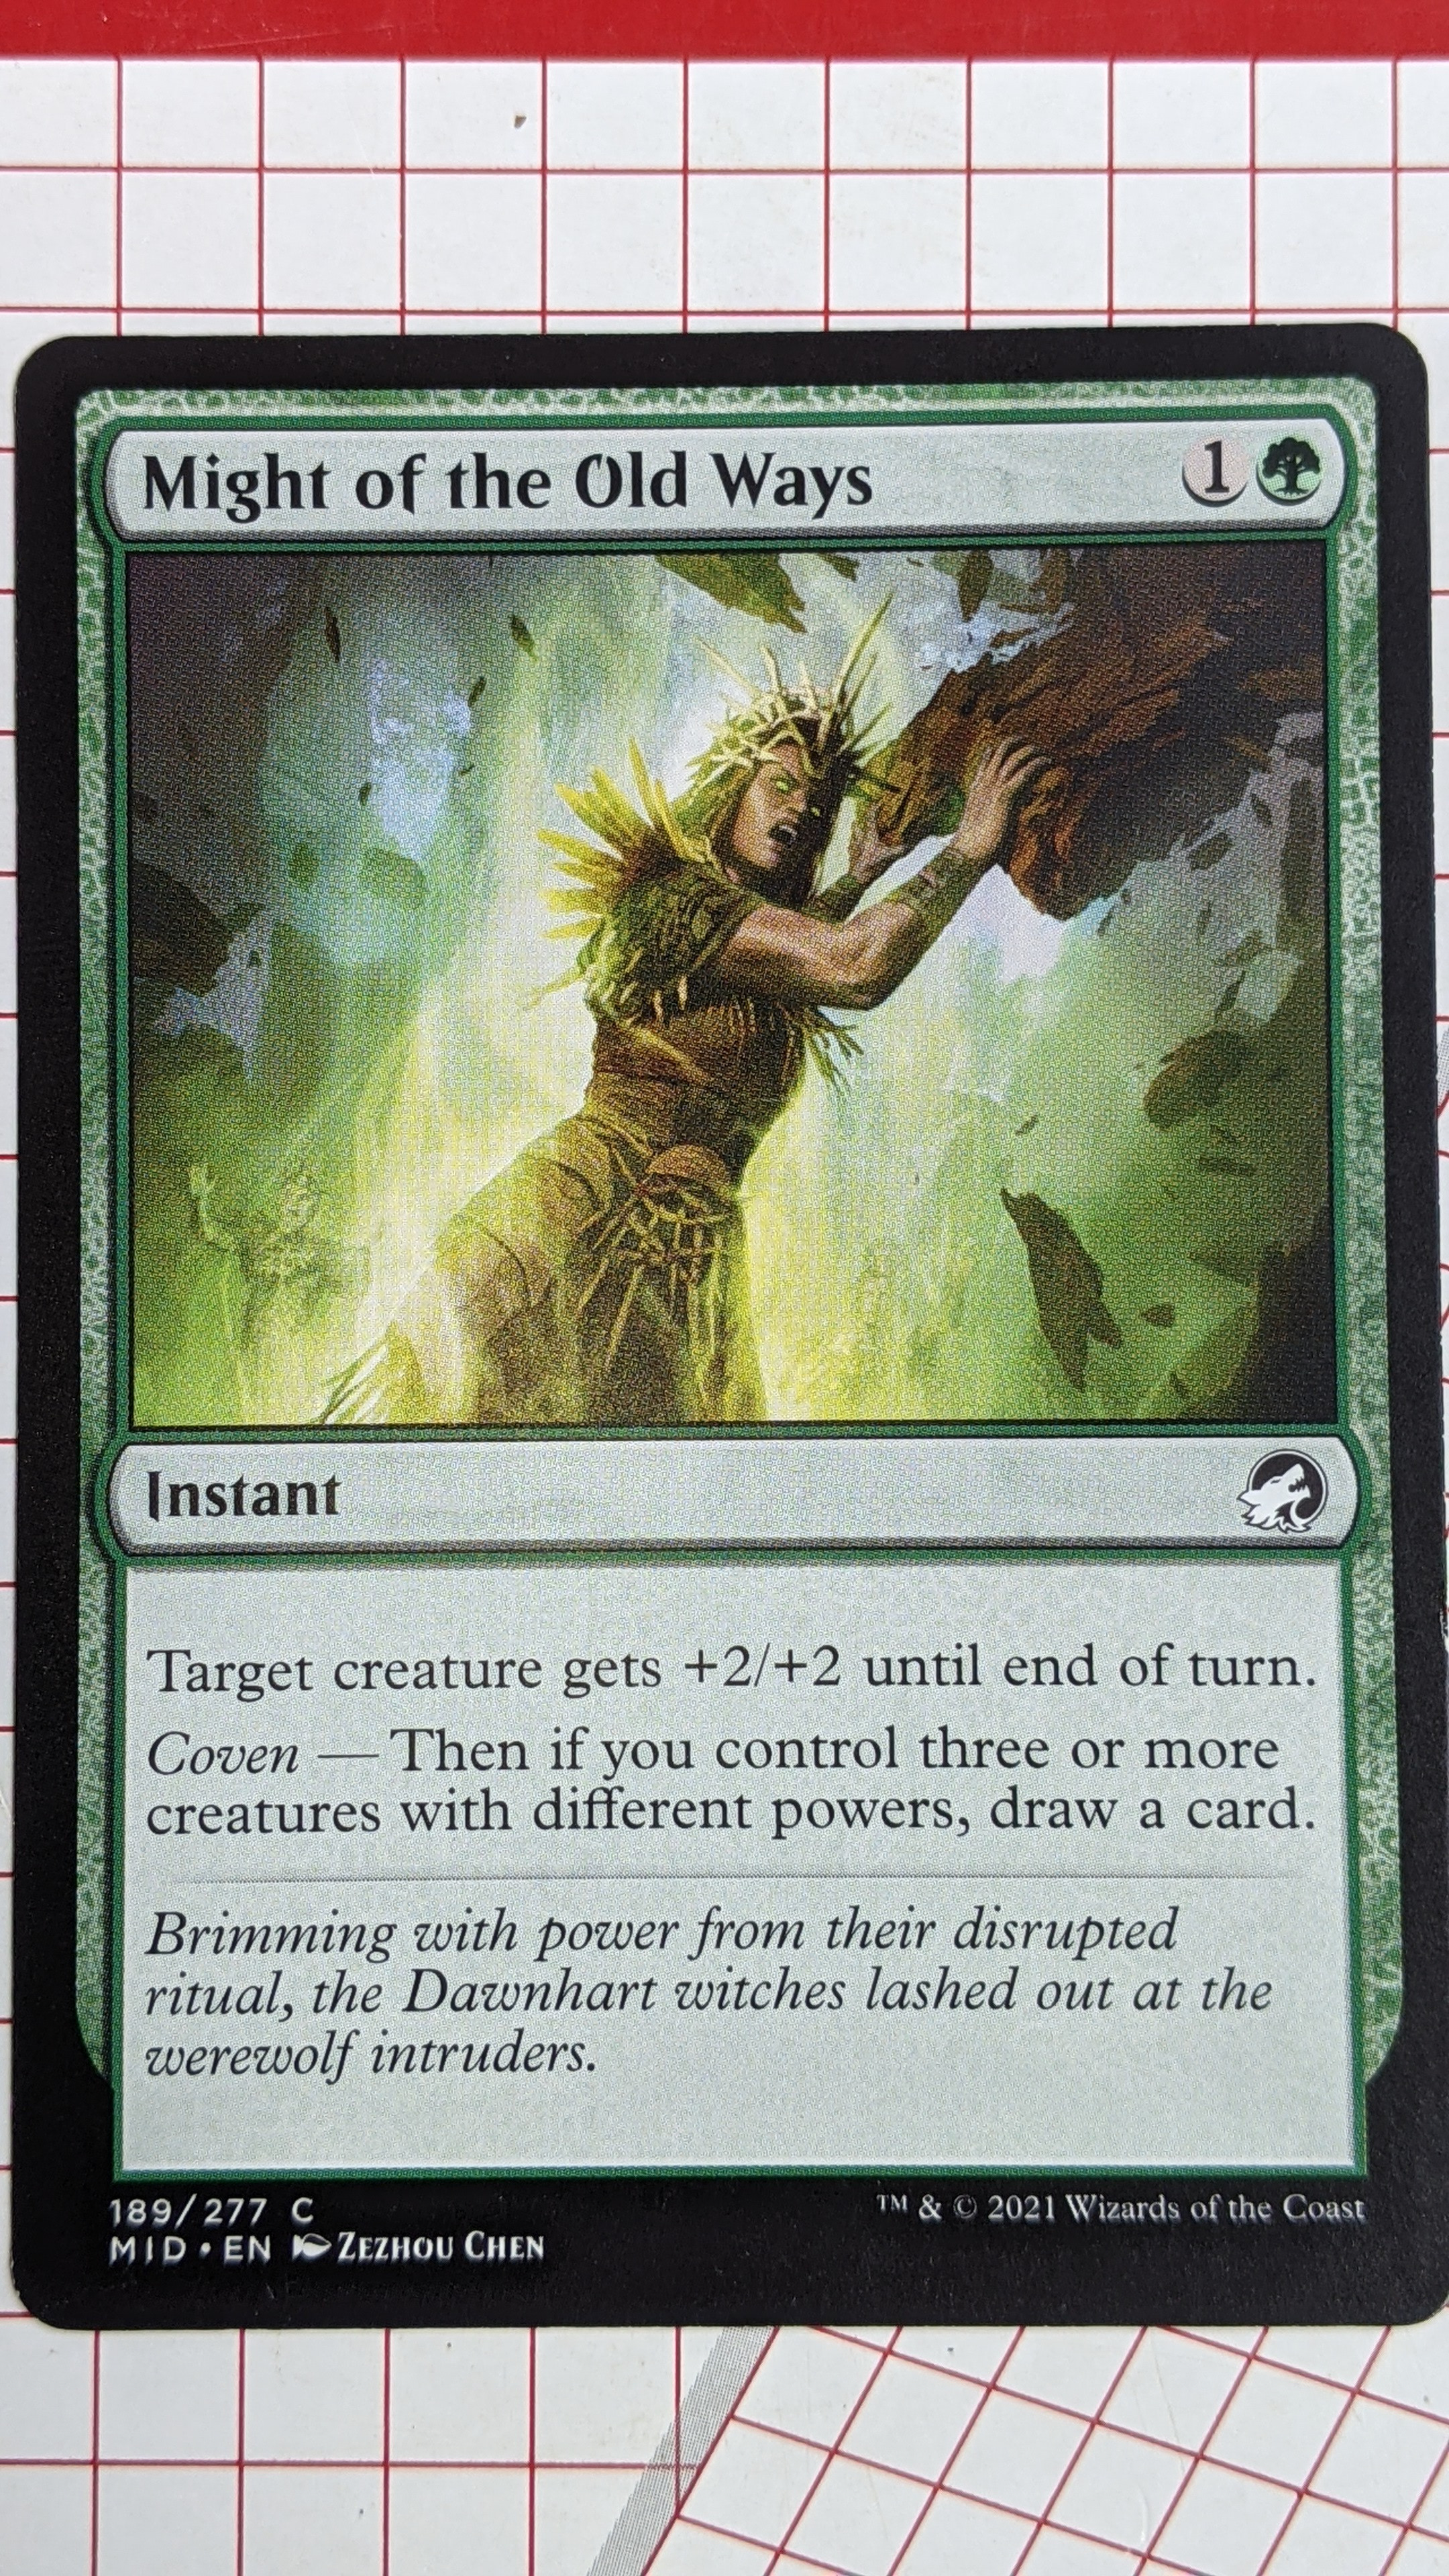 Might of the Old Ways 1
Instant
Target creature gets +2/+2 until end of turn.
Coven — Then if you control three or more
creatures with different powers, draw a card.
Brimming with power from their disrupted
ritual, the Dawnhart witches lashed out at the
werewolf intruders.
189/277 C
MID • EN ZEZHOU CHEN
™ & © 2021 Wizards of the Coast